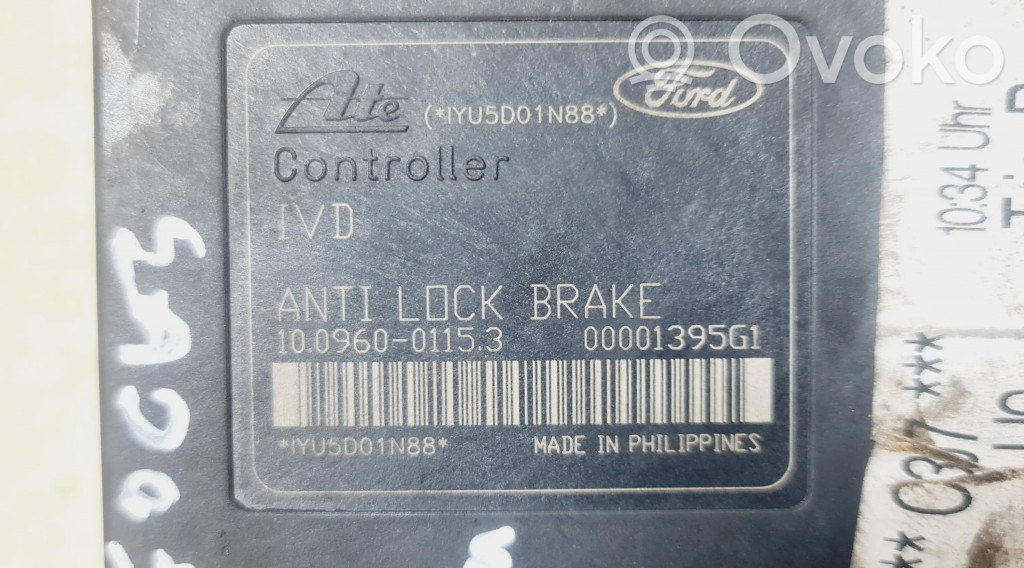 Ovoko
Ate (*IYU5D01N88*) Ford
Controller
IVD
ANTI LOCK BRAKE
10.0960-0115.3 00001395G1
*IYU5D01N88* MADE IN PHILIPPINES
10:34 Uhr
C377 ***